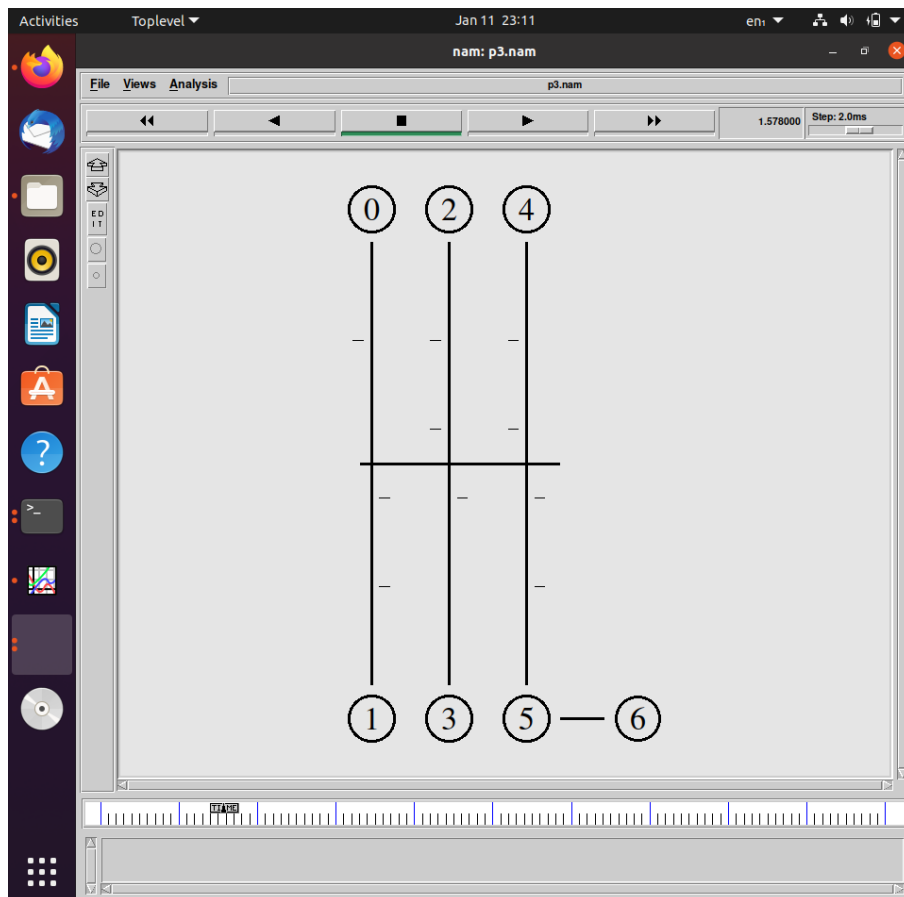 Activities Toplevel Jan 11 23:11 en₁
nam: p3.nam
File Views Analysis p3.nam
1.578000 Step: 2.0ms
ED
IT
0 2 4
1 3 5 6
TIME
>_
A
?